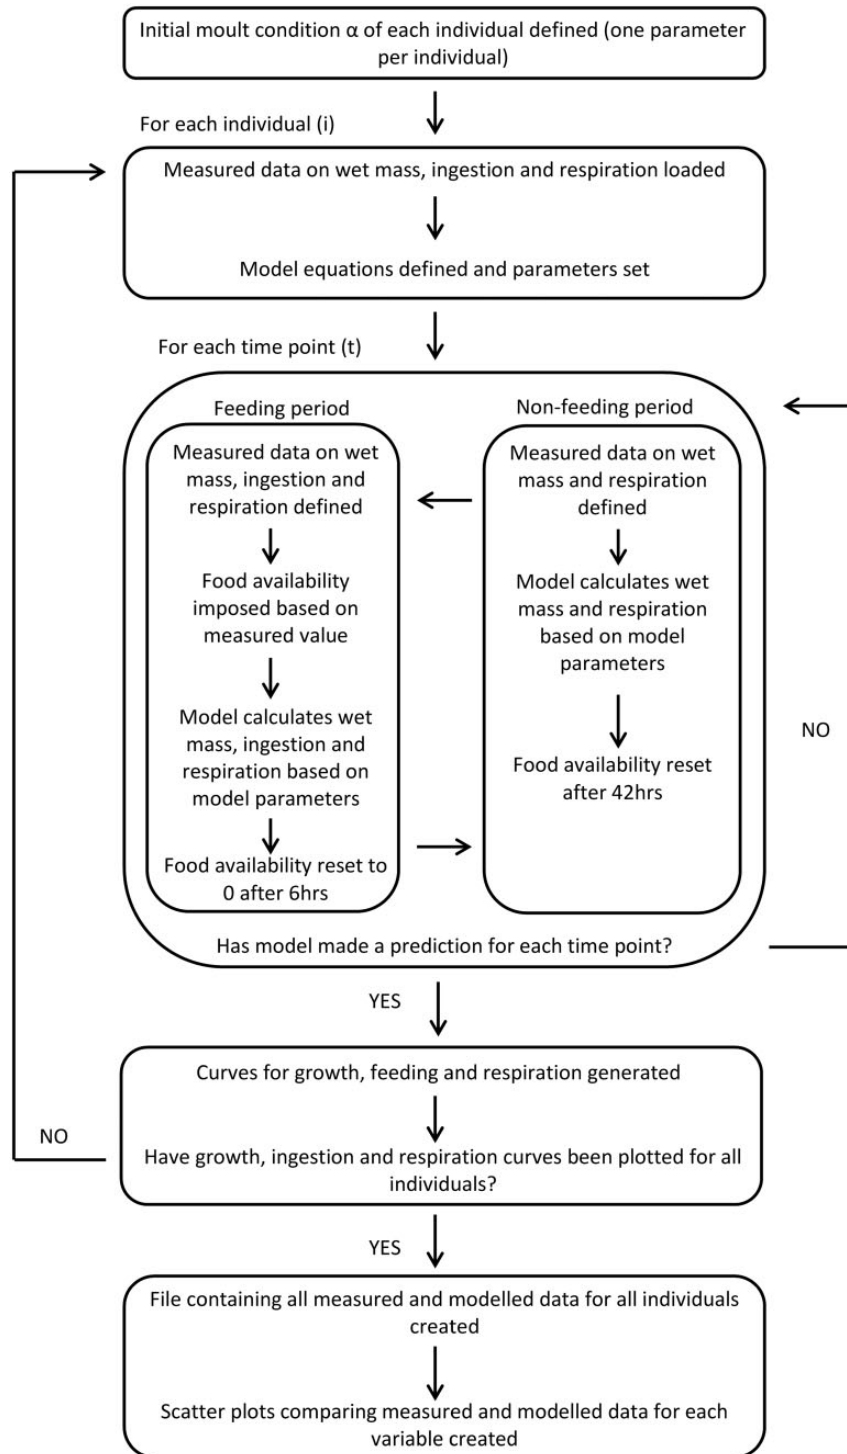 Initial moult condition α of each individual defined (one parameter
per individual)
For each individual (i)
Measured data on wet mass, ingestion and respiration loaded
Model equations defined and parameters set
For each time point (t)
Feeding period
Measured data on wet
mass, ingestion and
respiration defined
Food availability
imposed based on
measured value
Model calculates wet
mass, ingestion and
respiration based on
model parameters
Food availability reset to
0 after 6hrs
Non-feeding period
Measured data on wet
mass and respiration
defined
Model calculates wet
mass and respiration
based on model
parameters
Food availability reset
after 42hrs
NO
Has model made a prediction for each time point?
YES
Curves for growth, feeding and respiration generated
NO
Have growth, ingestion and respiration curves been plotted for all
individuals?
YES
File containing all measured and modelled data for all individuals
created
Scatter plots comparing measured and modelled data for each
variable created